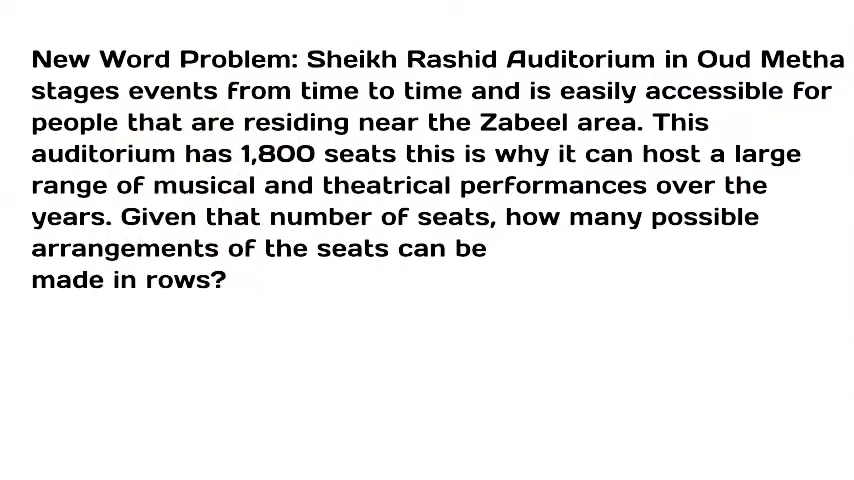 New Word Problem: Sheikh Rashid Auditorium in Oud Metha
stages events from time to time and is easily accessible for
people that are residing near the Zabeel area. This
auditorium has 1,800 seats this is why it can host a large
range of musical and theatrical performances over the
years. Given that number of seats, how many possible
arrangements of the seats can be
made in rows?